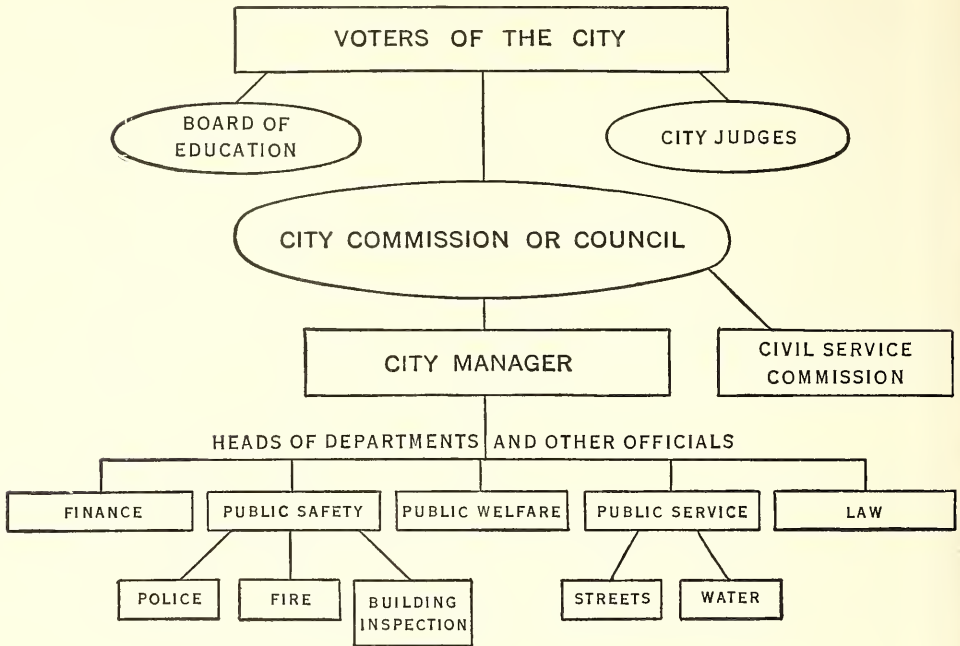 VOTERS OF THE CITY
BOARD OF
EDUCATION
CITY JUDGES
CITY COMMISSION OR COUNCIL
CITY MANAGER
CIVIL SERVICE
COMMISSION
HEADS OF DEPARTMENTS AND OTHER OFFICIALS
FINANCE
PUBLIC SAFETY
PUBLIC WELFARE
PUBLIC SERVICE
LAW
POLICE
FIRE
BUILDING
INSPECTION
STREETS
WATER